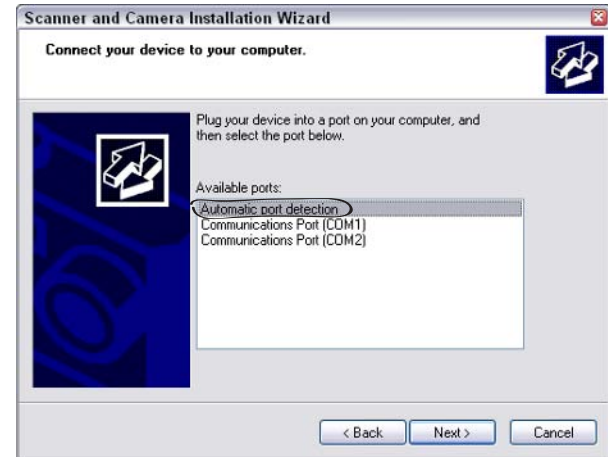 Scanner and Camera Installation Wizard
Connect your device to your computer.
Plug your device into a port on your computer, and
then select the port below.
Available ports:
Automatic port detection
Communications Port (COM1)
Communications Port (COM2)
< Back
Next >
Cancel